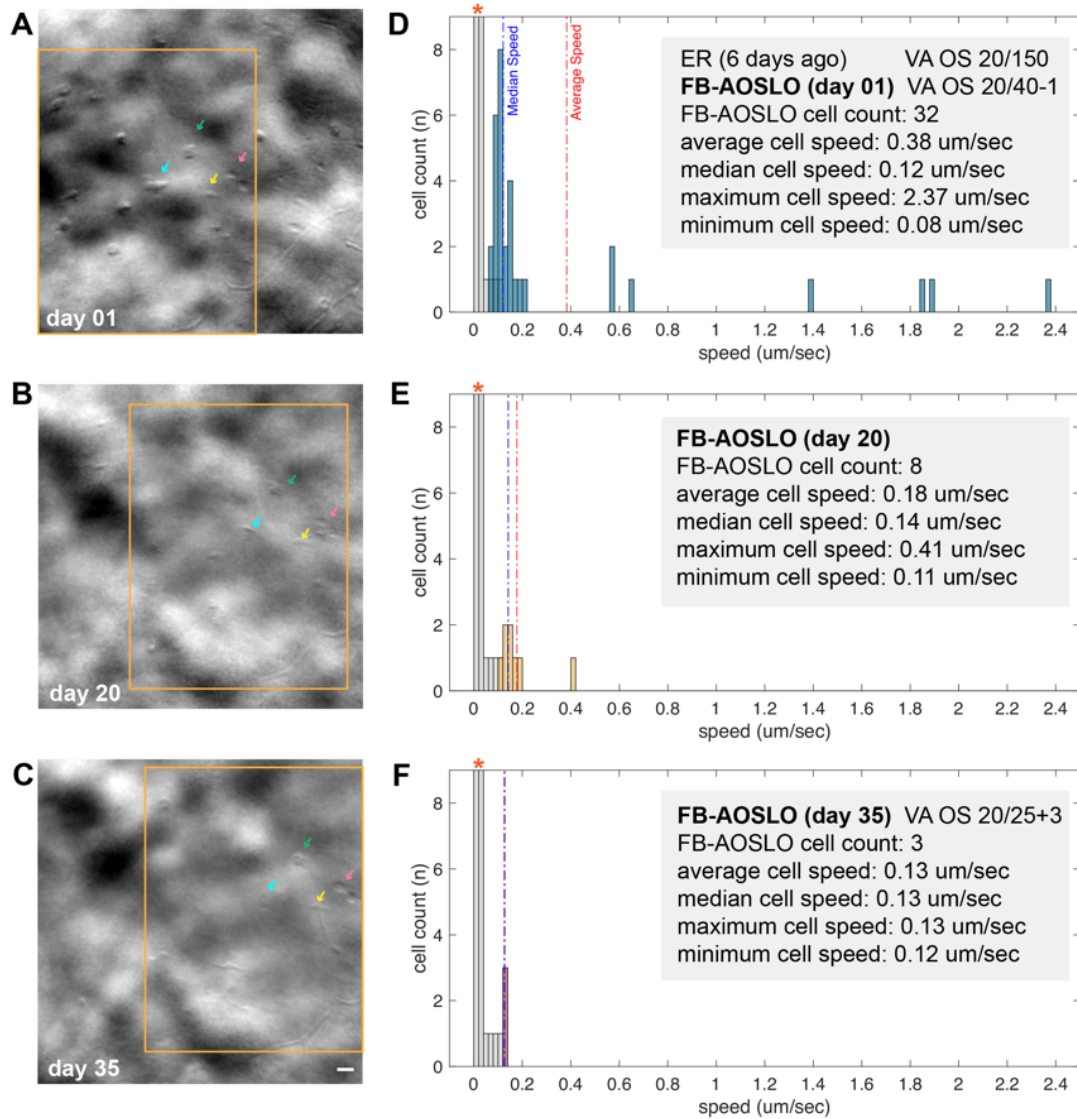 A
day 01
D
*
cell count (n)
8
6
4
2
0
Median Speed
Average Speed
ER (6 days ago) VA OS 20/150
FB-AOSLO (day 01) VA OS 20/40-1
FB-AOSLO cell count: 32
average cell speed: 0.38 um/sec
median cell speed: 0.12 um/sec
maximum cell speed: 2.37 um/sec
minimum cell speed: 0.08 um/sec
0 0.2 0.4 0.6 0.8 1 1.2 1.4 1.6 1.8 2 2.2 2.4
speed (um/sec)
B
day 20
E
*
cell count (n)
8
6
4
2
0
FB-AOSLO (day 20)
FB-AOSLO cell count: 8
average cell speed: 0.18 um/sec
median cell speed: 0.14 um/sec
maximum cell speed: 0.41 um/sec
minimum cell speed: 0.11 um/sec
0 0.2 0.4 0.6 0.8 1 1.2 1.4 1.6 1.8 2 2.2 2.4
speed (um/sec)
C
day 35
F
*
cell count (n)
8
6
4
2
0
FB-AOSLO (day 35) VA OS 20/25+3
FB-AOSLO cell count: 3
average cell speed: 0.13 um/sec
median cell speed: 0.13 um/sec
maximum cell speed: 0.13 um/sec
minimum cell speed: 0.12 um/sec
0 0.2 0.4 0.6 0.8 1 1.2 1.4 1.6 1.8 2 2.2 2.4
speed (um/sec)